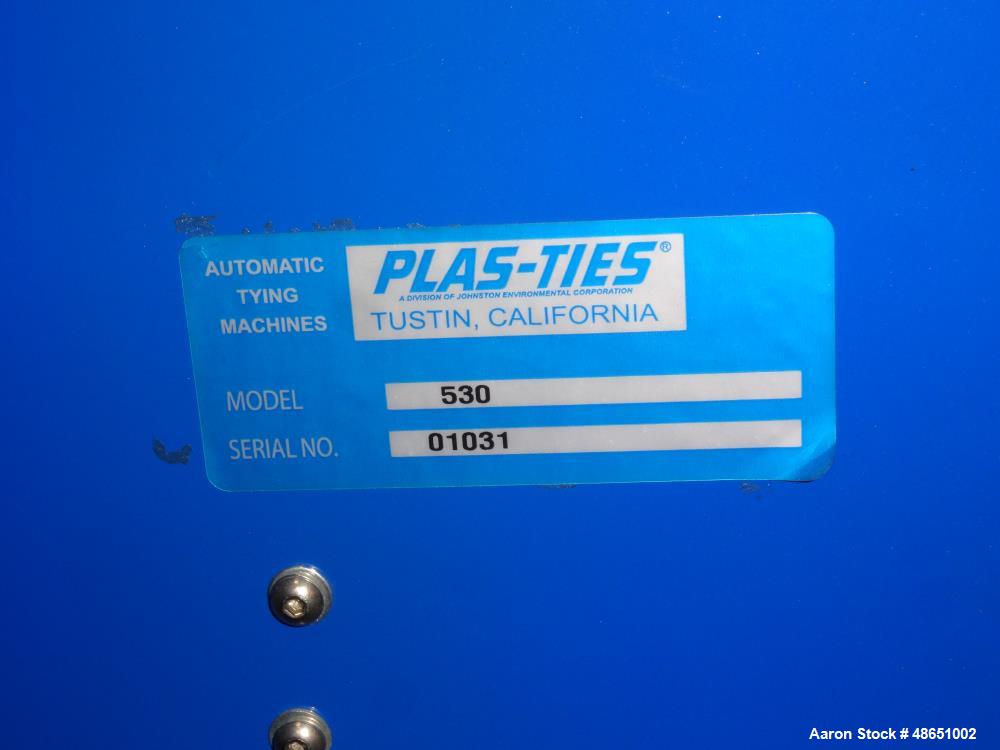 AUTOMATIC
TYING
MACHINES
PLAS-TIES®
A DIVISION OF JOHNSTON ENVIRONMENTAL CORPORATION
TUSTIN, CALIFORNIA
MODEL 530
SERIAL NO. 01031
Aaron Stock # 48651002